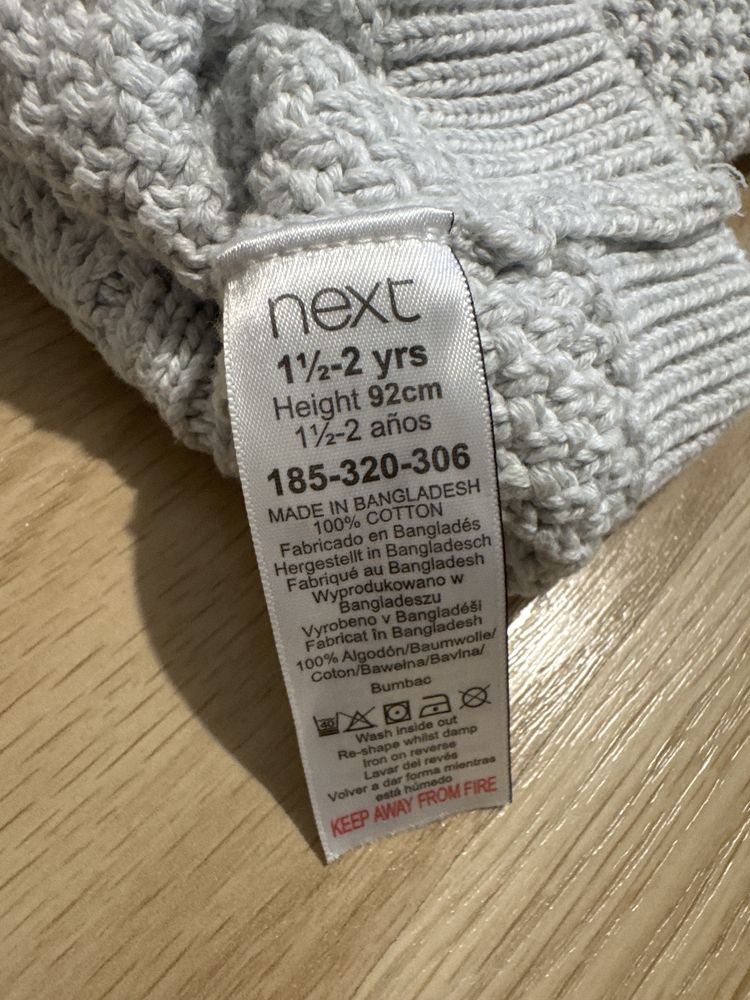 next
1½-2 yrs
Height 92cm
1½-2 años
185-320-306
MADE IN BANGLADESH
100% COTTON
Fabricado en Bangladés
Hergestellt in Bangladesch
Fabriqué au Bangladesh
Wyprodukowano w
Bangladeszu
Vyrobeno v Bangladéši
Fabricat în Bangladesh
100% Algodón/Baumwolle/
Coton/Bawełna/Bavlna/
Bumbac
40
Wash inside out
Re-shape whilst damp
Iron on reverse
Lavar del revés
Volver a dar forma mientras
está húmedo
KEEP AWAY FROM FIRE